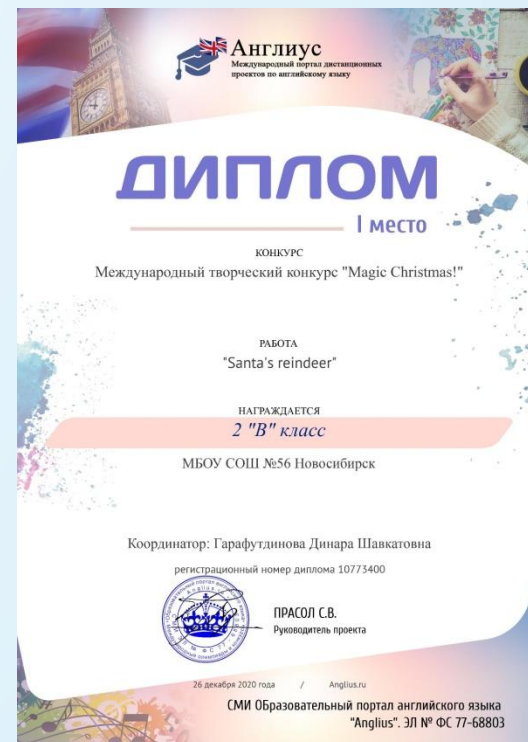 Англиус
Международный портал дистанционных
проектов по английскому языку
ДИПЛОМ
I место
КОНКУРС
Международный творческий конкурс "Magic Christmas!"
РАБОТА
"Santa's reindeer"
НАГРАЖДАЕТСЯ
2 "В" класс
МБОУ СОШ №56 Новосибирск
Координатор: Гарафутдинова Динара Шавкатовна
регистрационный номер диплома 10773400
ПРАСОЛ С.В.
Руководитель проекта
26 декабря 2020 года / Anglius.ru
СМИ ОБразовательный портал английского языка
"Anglius". ЭЛ № ФС 77-68803